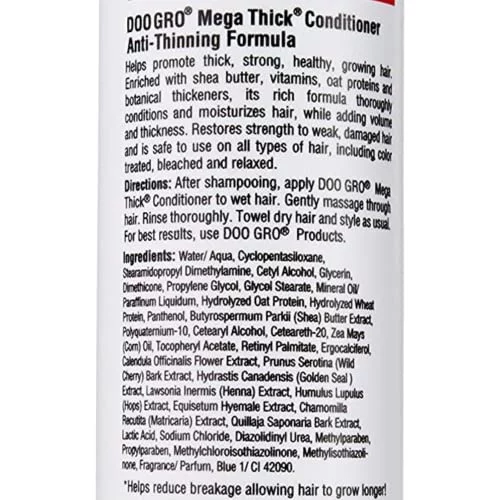 DOO GRO® Mega Thick® Conditioner
Anti-Thinning Formula
Helps promote thick, strong, healthy, growing hair.
Enriched with shea butter, vitamins, oat proteins and
botanical thickeners, its rich formula thoroughly
conditions and moisturizes hair, while adding volume
and thickness. Restores strength to weak, damaged hair
and is safe to use on all types of hair, including color
treated, bleached and relaxed.
Directions: After shampooing, apply DOO GRO® Mega
Thick® Conditioner to wet hair. Gently massage through
hair. Rinse thoroughly. Towel dry hair and style as usual.
For best results, use DOO GRO® Products.
Ingredients: Water/ Aqua, Cyclopentasiloxane,
Stearamidopropyl Dimethylamine, Cetyl Alcohol, Glycerin,
Dimethicone, Propylene Glycol, Glycol Stearate, Mineral Oil/
Paraffinum Liquidum, Hydrolyzed Oat Protein, Hydrolyzed Wheat
Protein, Panthenol, Butyrospermum Parkii (Shea) Butter Extract,
Polyquaternium-10, Cetearyl Alcohol, Ceteareth-20, Zea Mays
(Corn) Oil, Tocopheryl Acetate, Retinyl Palmitate, Ergocalciferol,
Calendula Officinalis Flower Extract, Prunus Serotina (Wild
Cherry) Bark Extract, Hydrastis Canadensis (Golden Seal )
Extract, Lawsonia Inermis (Henna) Extract, Humulus Lupulus
(Hops) Extract, Equisetum Hyemale Extract, Chamomilla
Recutita (Matricaria) Extract, Quillaja Saponaria Bark Extract,
Lactic Acid, Sodium Chloride, Diazolidinyl Urea, Methylparaben,
Propylparaben, Methylchloroisothiazolinone, Methylisothiazoli-
none, Fragrance/ Parfum, Blue 1/ CI 42090.
*Helps reduce breakage allowing hair to grow longer!